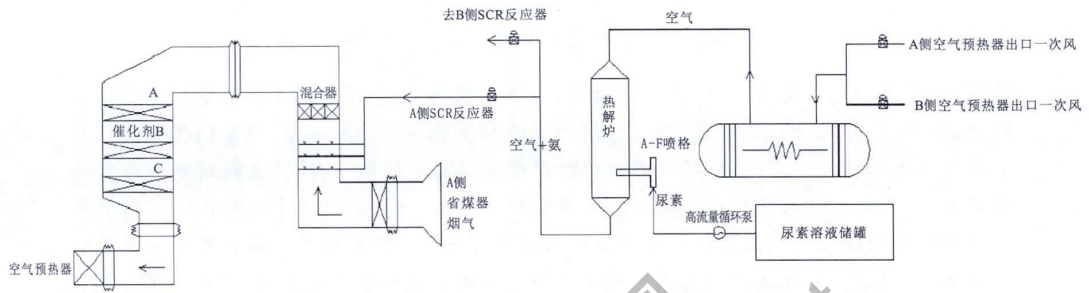 去B侧SCR反应器
空气
A侧空气预热器出口一次风
A
混合器
热解炉
催化剂B
A侧SCR反应器
B侧空气预热器出口一次风
空气+氨
A-F喷格
C
A侧
省煤器
烟气
尿素
高流量循环泵
尿素溶液储罐
空气预热器